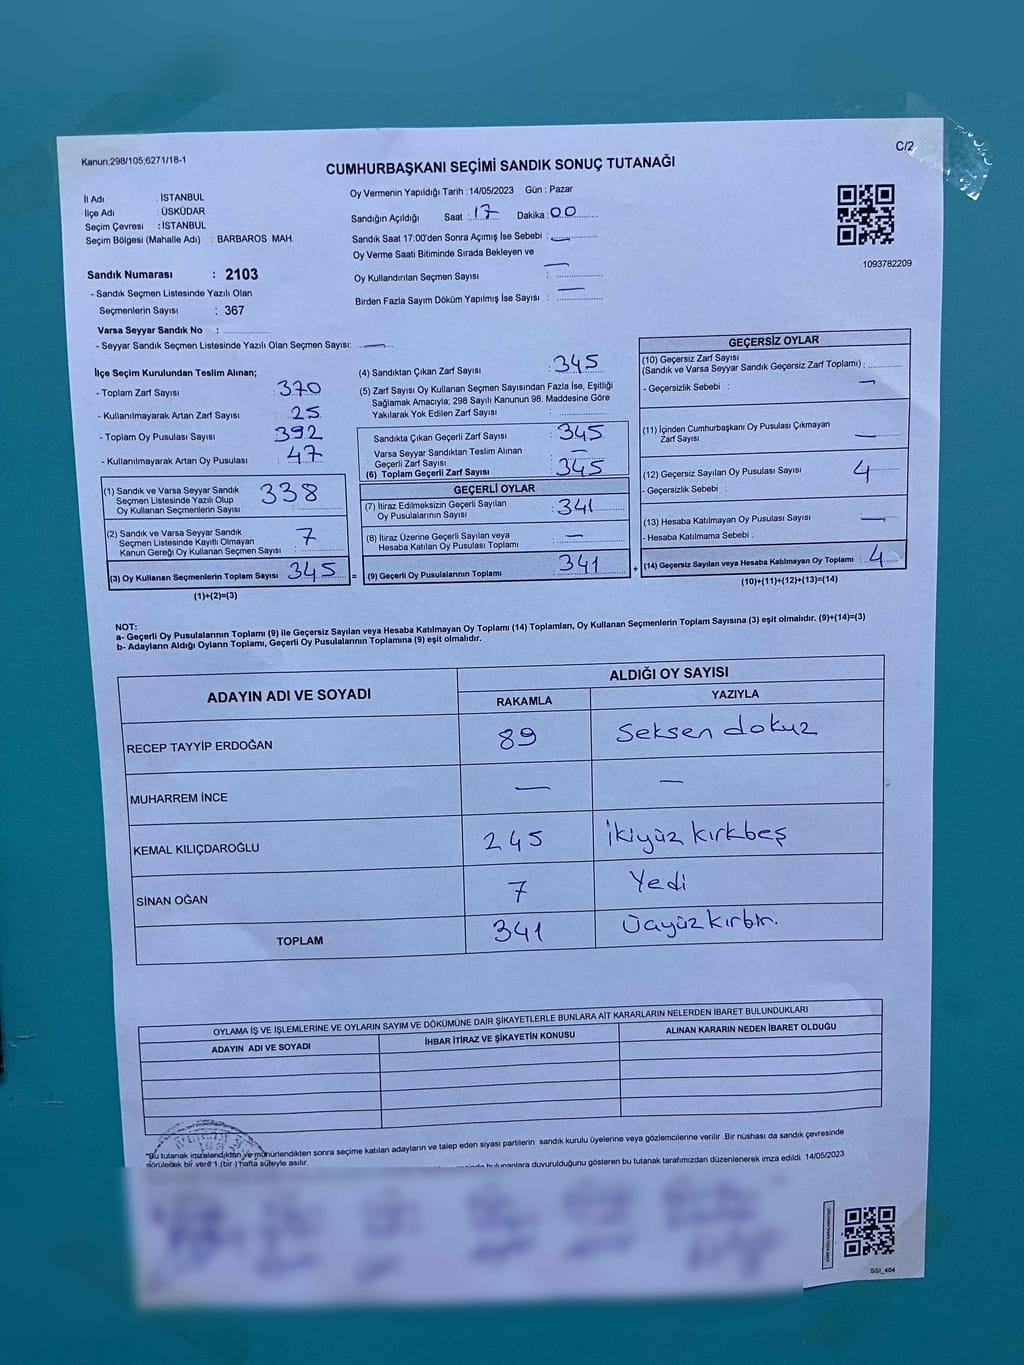 Kanun;298/105;6271/18-1
C/2
CUMHURBAŞKANI SEÇİMİ SANDIK SONUÇ TUTANAĞI
İl Adı : İSTANBUL
İlçe Adı : ÜSKÜDAR
Seçim Çevresi : İSTANBUL
Seçim Bölgesi (Mahalle Adı) : BARBAROS MAH.
Sandık Numarası : 2103
- Sandık Seçmen Listesinde Yazılı Olan
Seçmenlerin Sayısı : 367
Varsa Seyyar Sandık No :
- Seyyar Sandık Seçmen Listesinde Yazılı Olan Seçmen Sayısı: —
Oy Vermenin Yapıldığı Tarih : 14/05/2023 Gün : Pazar
Sandığın Açıldığı Saat : 17 Dakika : 00
Sandık Saat 17:00'den Sonra Açımış İse Sebebi : —
Oy Verme Saati Bitiminde Sırada Bekleyen ve
Oy Kullandırılan Seçmen Sayısı : —
Birden Fazla Sayım Döküm Yapılmış İse Sayısı : —
1093782209
İlçe Seçim Kurulundan Teslim Alınan;
- Toplam Zarf Sayısı : 370
- Kullanılmayarak Artan Zarf Sayısı : 25
- Toplam Oy Pusulası Sayısı : 392
- Kullanılmayarak Artan Oy Pusulası : 47
(1) Sandık ve Varsa Seyyar Sandık
Seçmen Listesinde Yazılı Olup
Oy Kullanan Seçmenlerin Sayısı : 338
(2) Sandık ve Varsa Seyyar Sandık
Seçmen Listesinde Kayıtlı Olmayan
Kanun Gereği Oy Kullanan Seçmen Sayısı : 7
(3) Oy Kullanan Seçmenlerin Toplam Sayısı : 345
(1)+(2)=(3)
(4) Sandıktan Çıkan Zarf Sayısı : 345
(5) Zarf Sayısı Oy Kullanan Seçmen Sayısından Fazla İse, Eşitliği
Sağlamak Amacıyla; 298 Sayılı Kanunun 98. Maddesine Göre
Yakılarak Yok Edilen Zarf Sayısı :
Sandıkta Çıkan Geçerli Zarf Sayısı : 345
Varsa Seyyar Sandıktan Teslim Alınan
Geçerli Zarf Sayısı : —
(6) Toplam Geçerli Zarf Sayısı : 345
GEÇERLİ OYLAR
(7) İtiraz Edilmeksizin Geçerli Sayılan
Oy Pusulalarının Sayısı : 341
(8) İtiraz Üzerine Geçerli Sayılan veya
Hesaba Katılan Oy Pusulası Toplamı : —
= (9) Geçerli Oy Pusulalarının Toplamı : 341
GEÇERSİZ OYLAR
(10) Geçersiz Zarf Sayısı
(Sandık ve Varsa Seyyar Sandık Geçersiz Zarf Toplamı) :
- Geçersizlik Sebebi : —
(11) İçinden Cumhurbaşkanı Oy Pusulası Çıkmayan
Zarf Sayısı : —
(12) Geçersiz Sayılan Oy Pusulası Sayısı : 4
- Geçersizlik Sebebi :
(13) Hesaba Katılmayan Oy Pusulası Sayısı : —
- Hesaba Katılmama Sebebi :
+ (14) Geçersiz Sayılan veya Hesaba Katılmayan Oy Toplamı : 4
(10)+(11)+(12)+(13)=(14)
NOT:
a- Geçerli Oy Pusulalarının Toplamı (9) ile Geçersiz Sayılan veya Hesaba Katılmayan Oy Toplamı (14) Toplamları, Oy Kullanan Seçmenlerin Toplam Sayısına (3) eşit olmalıdır. (9)+(14)=(3)
b- Adayların Aldığı Oyların Toplamı, Geçerli Oy Pusulalarının Toplamına (9) eşit olmalıdır.
ADAYIN ADI VE SOYADI
ALDIĞI OY SAYISI
RAKAMLA YAZIYLA
RECEP TAYYİP ERDOĞAN 89 Seksen dokuz
MUHARREM İNCE — —
KEMAL KILIÇDAROĞLU 245 İkiyüz kırkbeş
SİNAN OĞAN 7 Yedi
TOPLAM 341 Üçyüz kırbir.
OYLAMA İŞ VE İŞLEMLERİNE VE OYLARIN SAYIM VE DÖKÜMÜNE DAİR ŞİKAYETLERLE BUNLARA AİT KARARLARIN NELERDEN İBARET BULUNDUKLARI
ADAYIN ADI VE SOYADI İHBAR İTİRAZ VE ŞİKAYETİN KONUSU ALINAN KARARIN NEDEN İBARET OLDUĞU
*Bu tutanak imzalandıktan ve mühürlendikten sonra seçime katılan adayların ve talep eden siyasi partilerin sandık kurulu üyelerine veya gözlemcilerine verilir. Bir nüshası da sandık çevresinde
görülecek bir yere 1 (bir) hafta süreyle asılır.
bulunanlara duyurulduğunu gösteren bu tutanak tarafımızdan düzenlenerek imza edildi. 14/05/2023
SSI_404